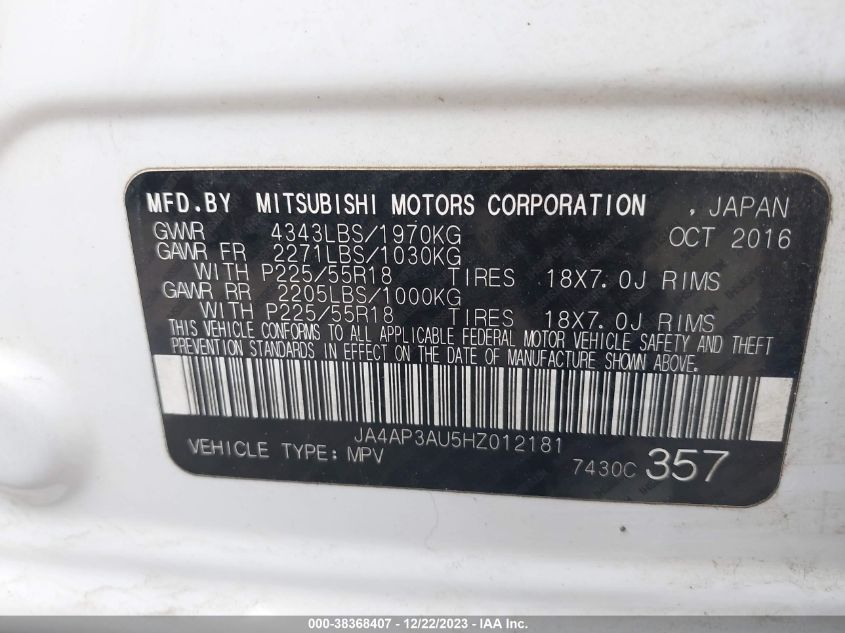 MFD.BY MITSUBISHI MOTORS CORPORATION , JAPAN
GVWR 4343LBS/1970KG OCT 2016
GAWR FR 2271LBS/1030KG
WITH P225/55R18 TIRES 18X7.0J RIMS
GAWR RR 2205LBS/1000KG
WITH P225/55R18 TIRES 18X7.0J RIMS
THIS VEHICLE CONFORMS TO ALL APPLICABLE FEDERAL MOTOR VEHICLE SAFETY AND THEFT
PREVENTION STANDARDS IN EFFECT ON THE DATE OF MANUFACTURE SHOWN ABOVE.
JA4AP3AU5HZ012181
VEHICLE TYPE: MPV 7430C 357
000-38368407 - 12/22/2023 - IAAI.com